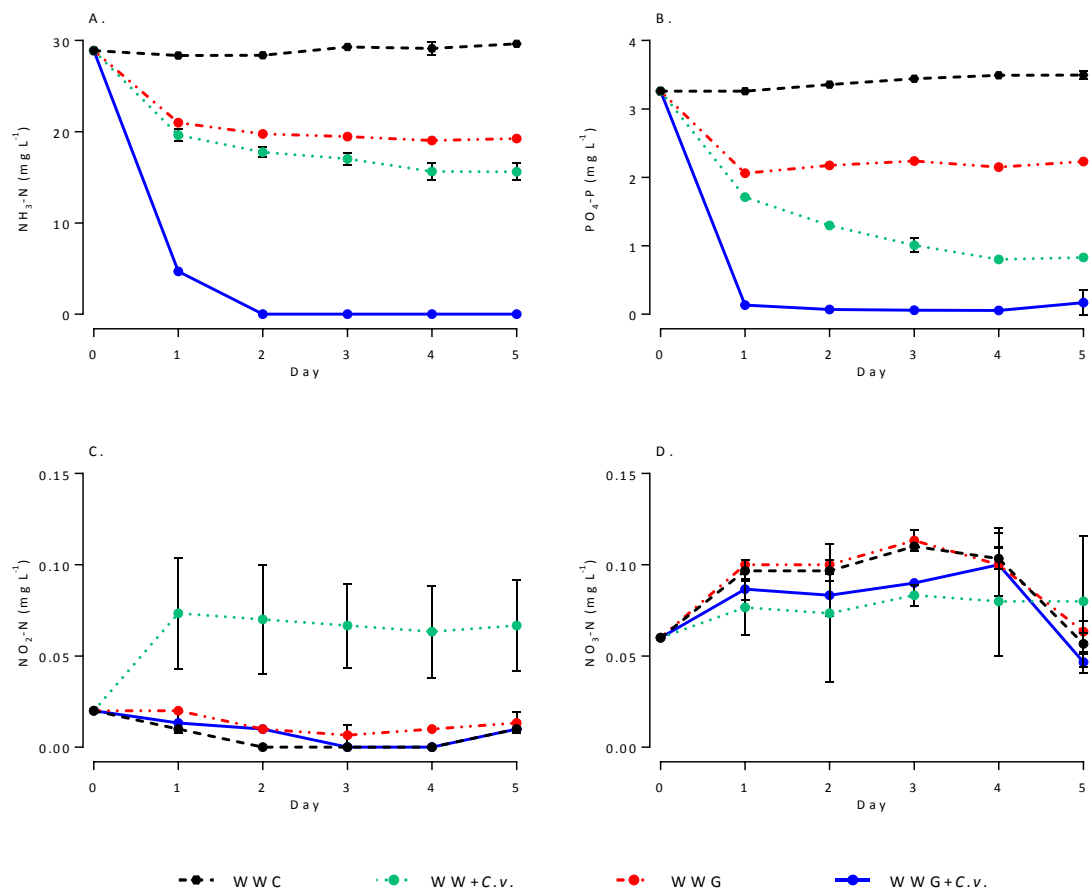 A.
NH3-N (mg L-1)
30
20
10
0
0 1 2 3 4 5
Day
B.
PO4-P (mg L-1)
4
3
2
1
0
0 1 2 3 4 5
Day
C.
NO2-N (mg L-1)
0.15
0.10
0.05
0.00
0 1 2 3 4 5
Day
D.
NO3-N (mg L-1)
0.15
0.10
0.05
0.00
0 1 2 3 4 5
Day
WWC WW+C.v. WWG WWG+C.v.